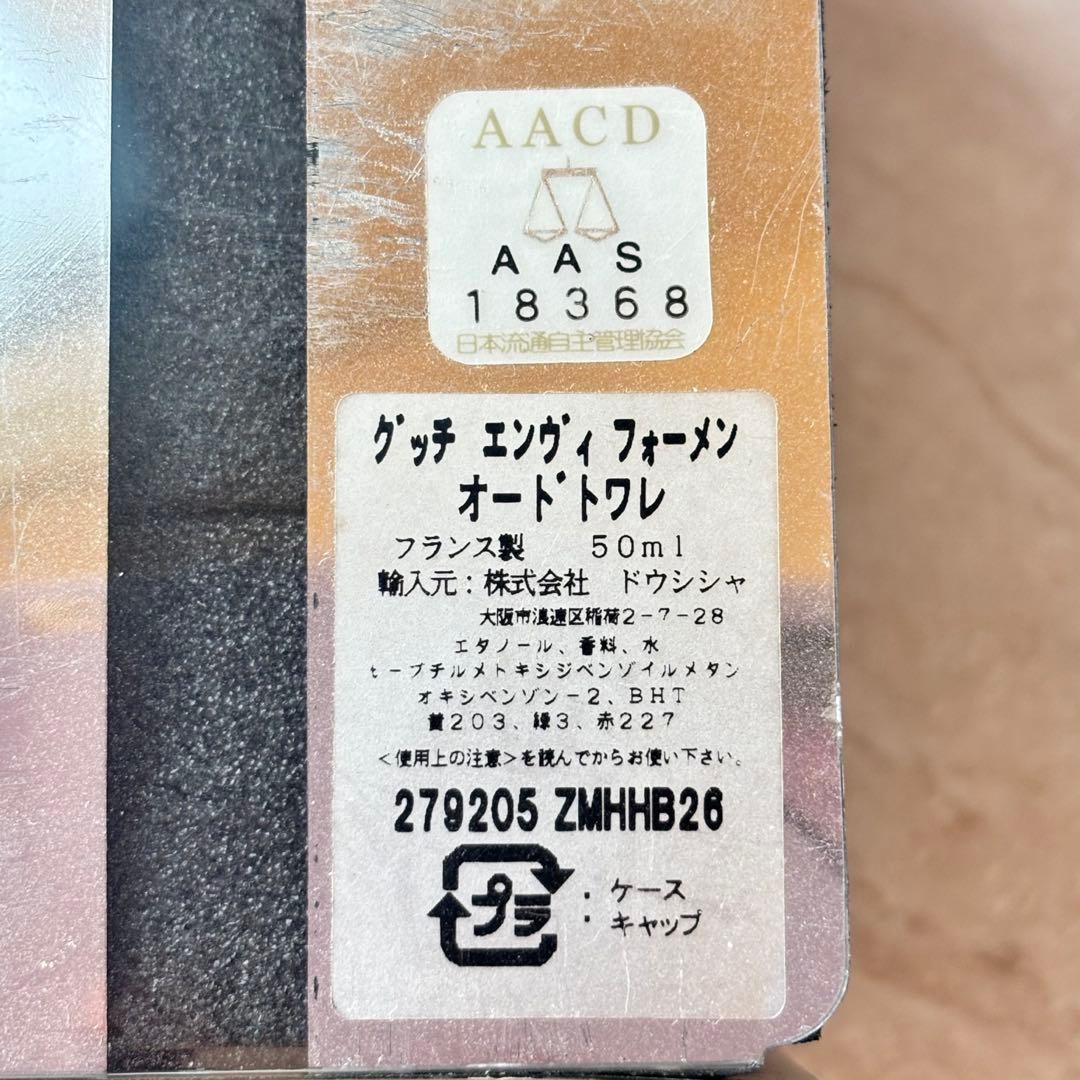 AACD
AAS
18368
日本流通自主管理協会
グッチ エンヴィ フォーメン
オードトワレ
フランス製 50ml
輸入元:株式会社 ドウシシャ
大阪市浪速区稲荷2-7-28
エタノール、香料、水
t-ブチルメトキシジベンゾイルメタン
オキシベンゾン-2、BHT
黄203、緑3、赤227
<使用上の注意>を読んでからお使い下さい。
279205 ZMHHB26
プラ
:ケース
:キャップ